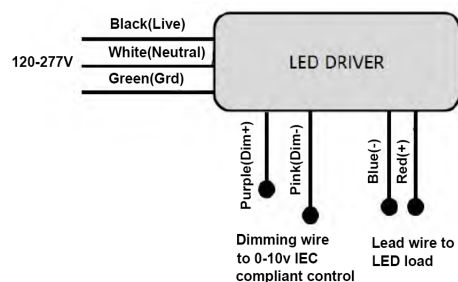 Black(Live)
White(Neutral)
120-277V
Green(Grd)
LED DRIVER
Purple(Dim+)
Pink(Dim-)
Blue(-)
Red(+)
Dimming wire
to 0-10v IEC
compliant control
Lead wire to
LED load